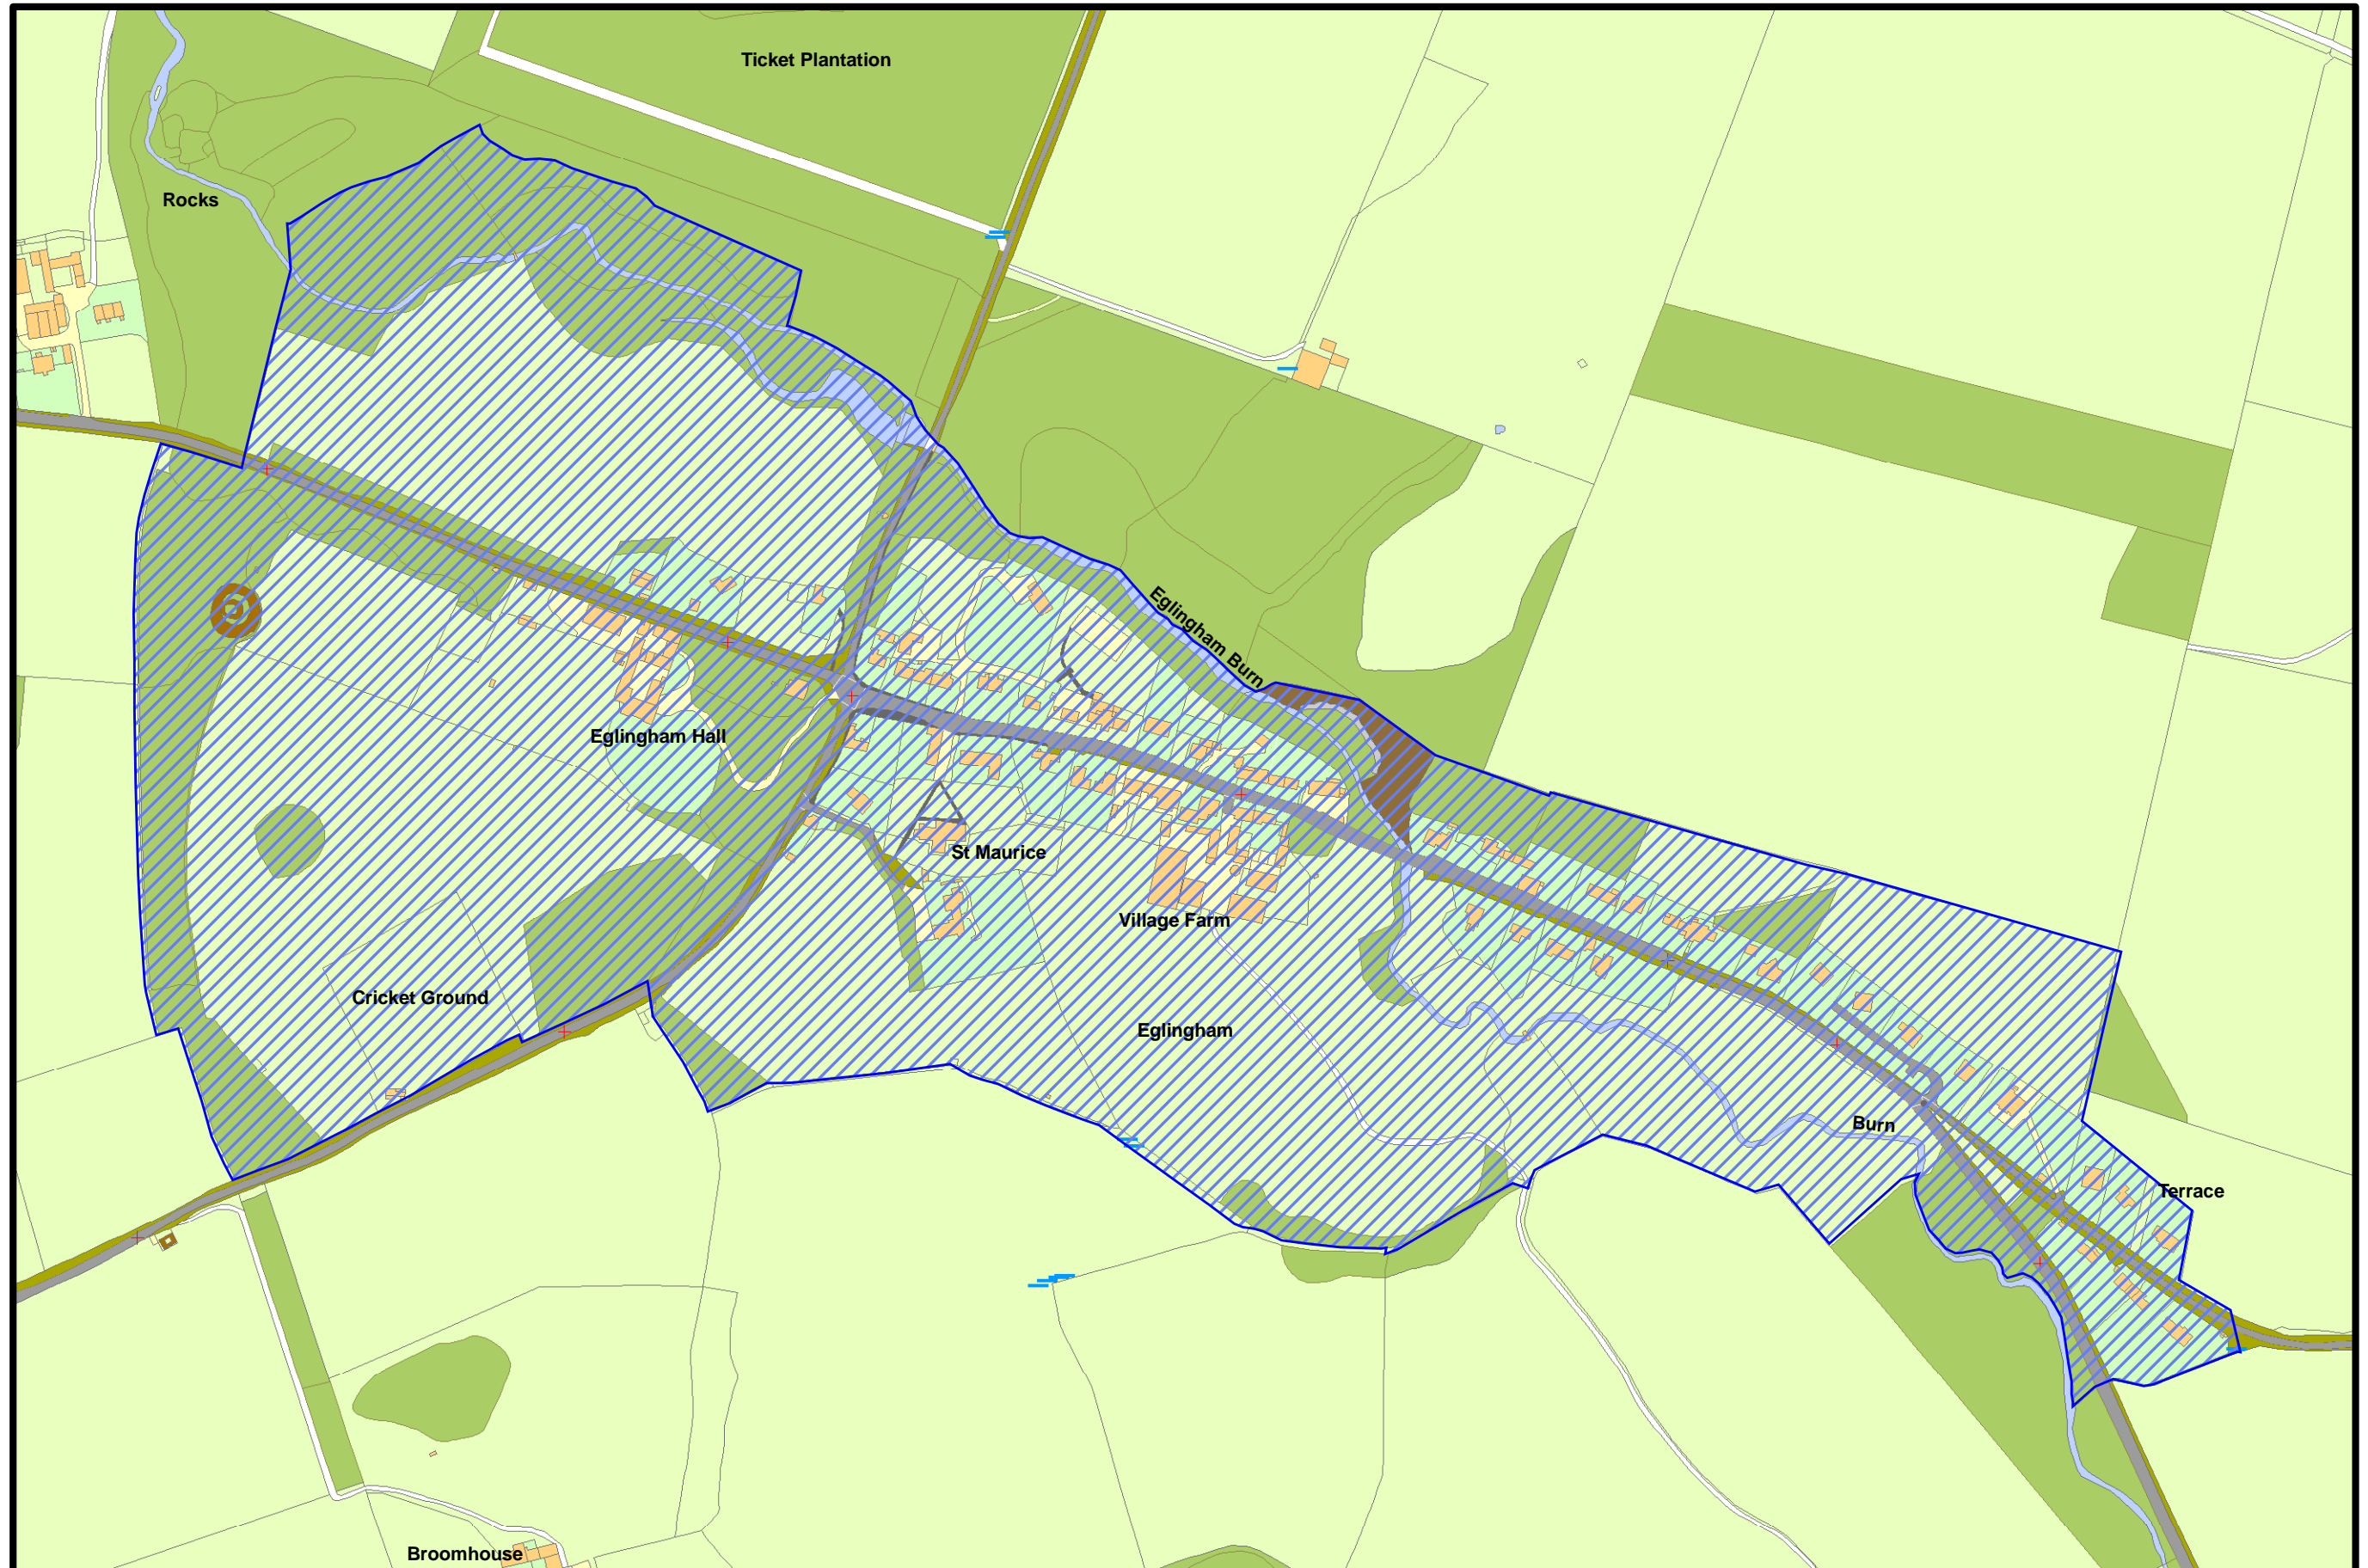 Ticket Plantation
Rocks
Eglingham Burn
Eglingham Hall
St Maurice
Village Farm
Cricket Ground
Eglingham
Burn
Terrace
Broomhouse